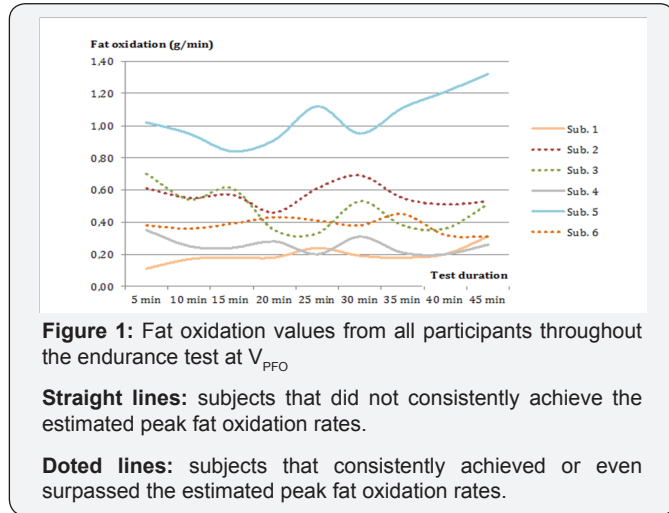 Fat oxidation (g/min)
1,40
1,20
1,00
0,80
0,60
0,40
0,20
0,00
Sub. 1
Sub. 2
Sub. 3
Sub. 4
Sub. 5
Sub. 6
Test duration
5 min 10 min 15 min 20 min 25 min 30 min 35 min 40 min 45 min
Figure 1: Fat oxidation values from all participants throughout
the endurance test at VPFO
Straight lines: subjects that did not consistently achieve the
estimated peak fat oxidation rates.
Doted lines: subjects that consistently achieved or even
surpassed the estimated peak fat oxidation rates.